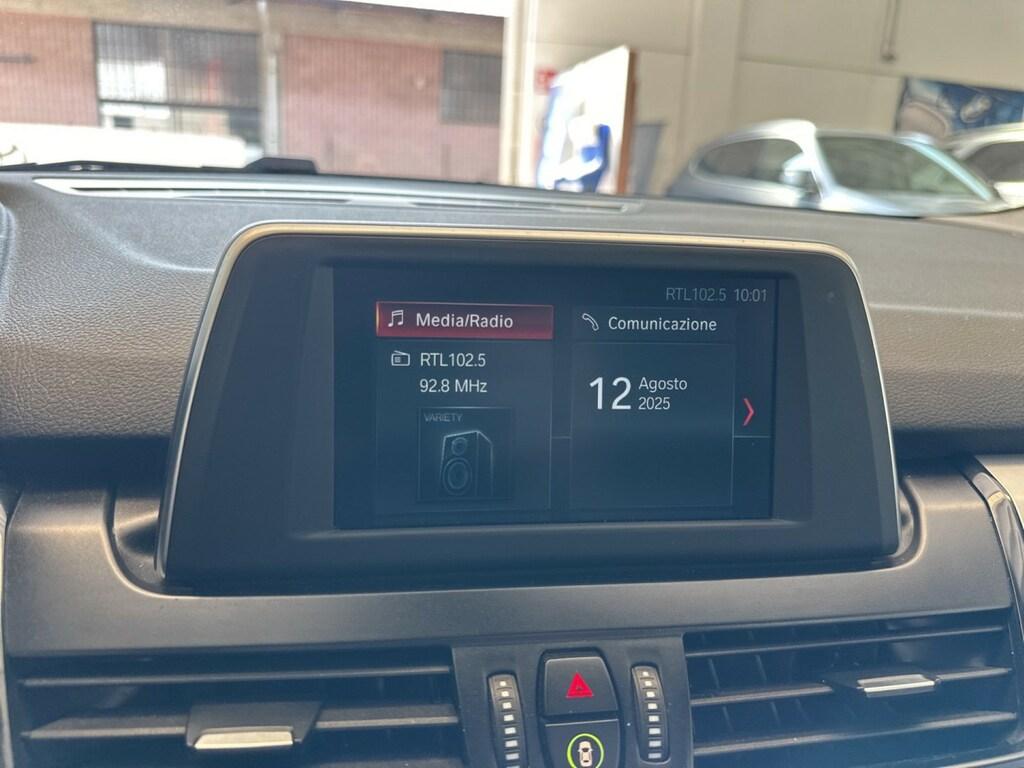 RTL102.5 10:01
Media/Radio
Comunicazione
RTL102.5
92.8 MHz
VARIETY
12 Agosto
2025